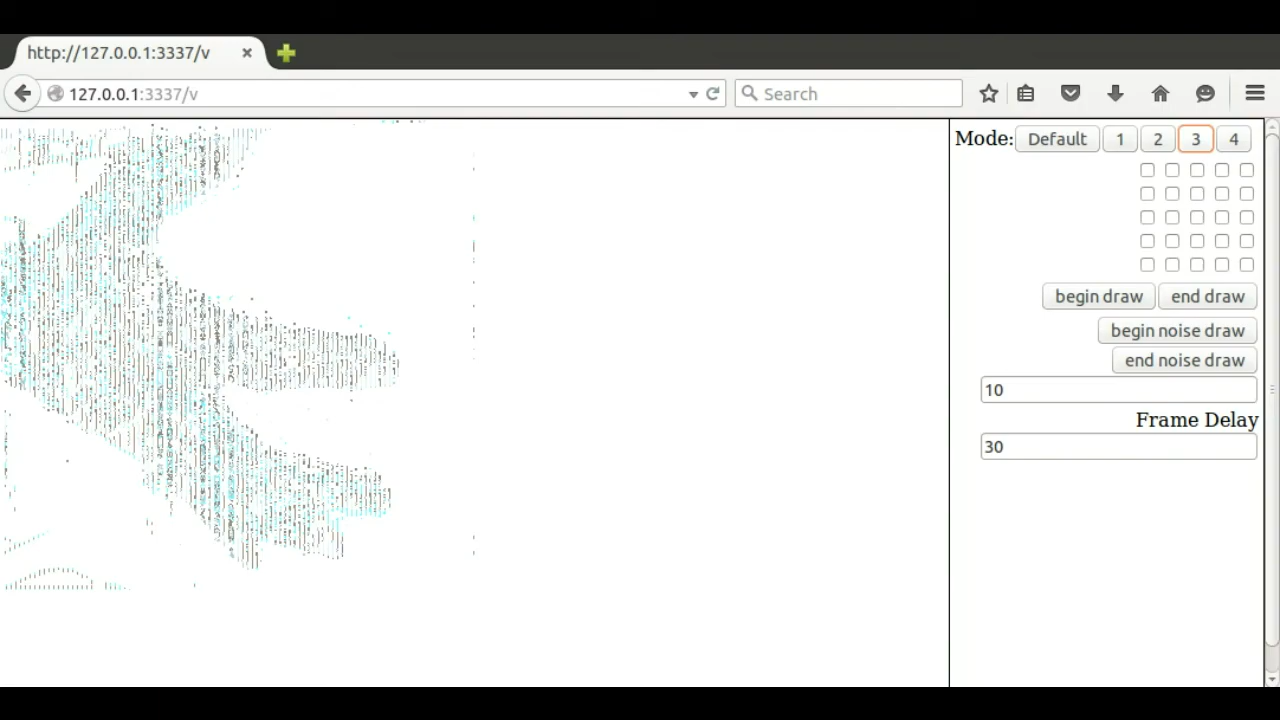 http://127.0.0.1:3337/v
127.0.0.1:3337/v
Search
Mode: Default 1 2 3 4
begin draw end draw
begin noise draw
end noise draw
10
Frame Delay
30